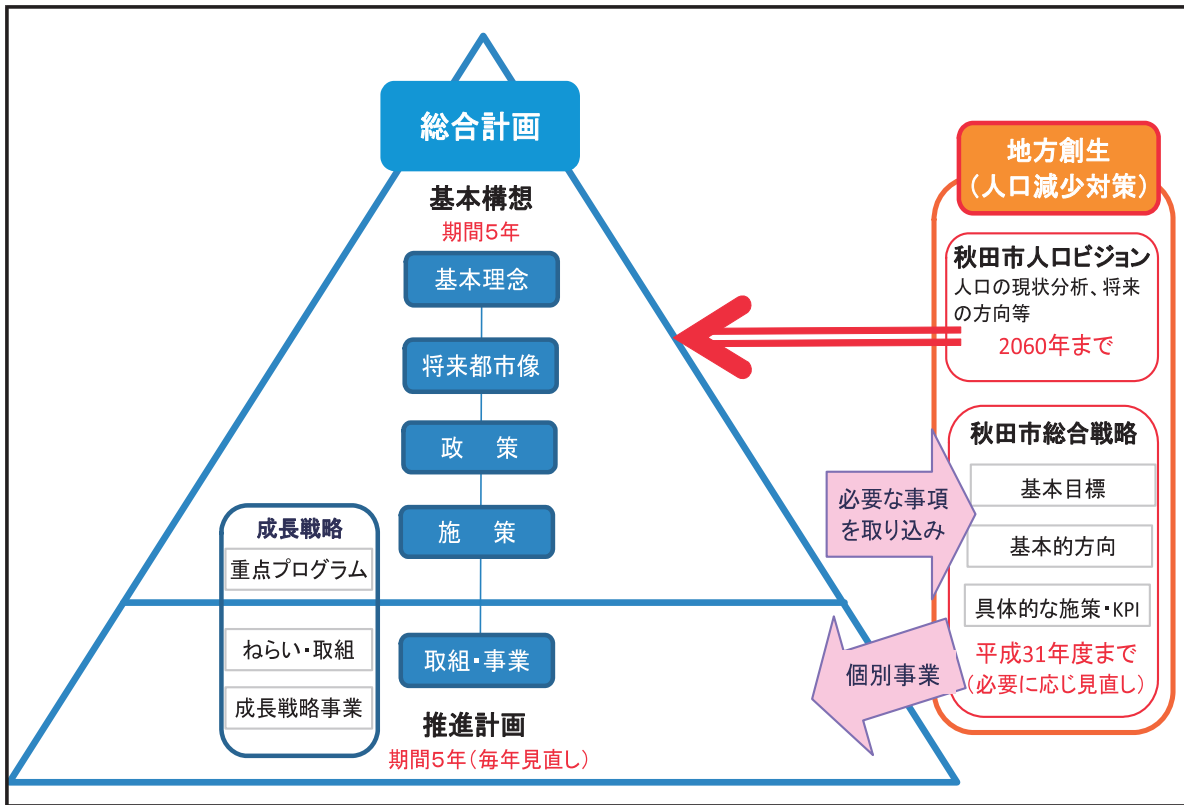 総合計画
基本構想
期間5年
基本理念
将来都市像
政　策
施　策
成長戦略
重点プログラム
ねらい・取組
成長戦略事業
取組・事業
推進計画
期間5年(毎年見直し)
地方創生
(人口減少対策)
秋田市人口ビジョン
人口の現状分析、将来
の方向等
2060年まで
必要な事項
を取り込み
個別事業
秋田市総合戦略
基本目標
基本的方向
具体的な施策・KPI
平成31年度まで
(必要に応じ見直し)